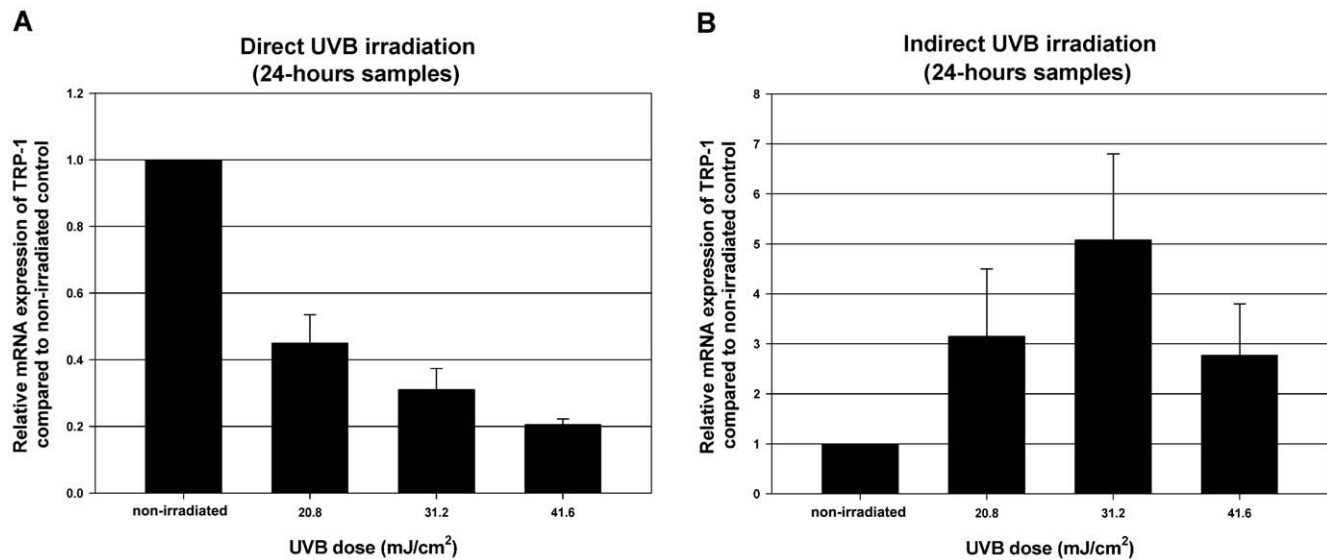 A
Direct UVB irradiation
(24-hours samples)
Relative mRNA expression of TRP-1
compared to non-irradiated control
1.2
1.0
0.8
0.6
0.4
0.2
0.0
non-irradiated 20.8 31.2 41.6
UVB dose (mJ/cm²)
B
Indirect UVB irradiation
(24-hours samples)
Relative mRNA expression of TRP-1
compared to non-irradiated control
8
7
6
5
4
3
2
1
0
non-irradiated 20.8 31.2 41.6
UVB dose (mJ/cm²)